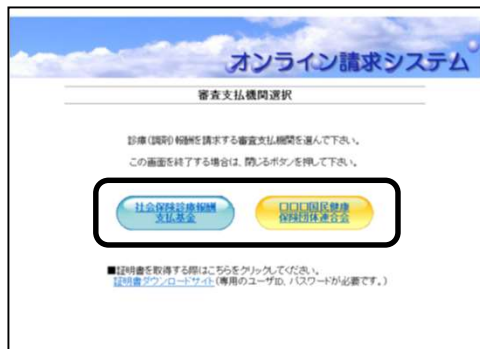 オンライン請求システム
審査支払機関選択
診療(調剤)報酬を請求する審査支払機関を選んで下さい。
この画面を終了する場合は、閉じるボタンを押して下さい。
社会保険診療報酬
支払基金
□□□国民健康
保険団体連合会
■証明書を取得する際はこちらをクリックしてください。
証明書ダウンロードサイト(専用のユーザID、パスワードが必要です。)